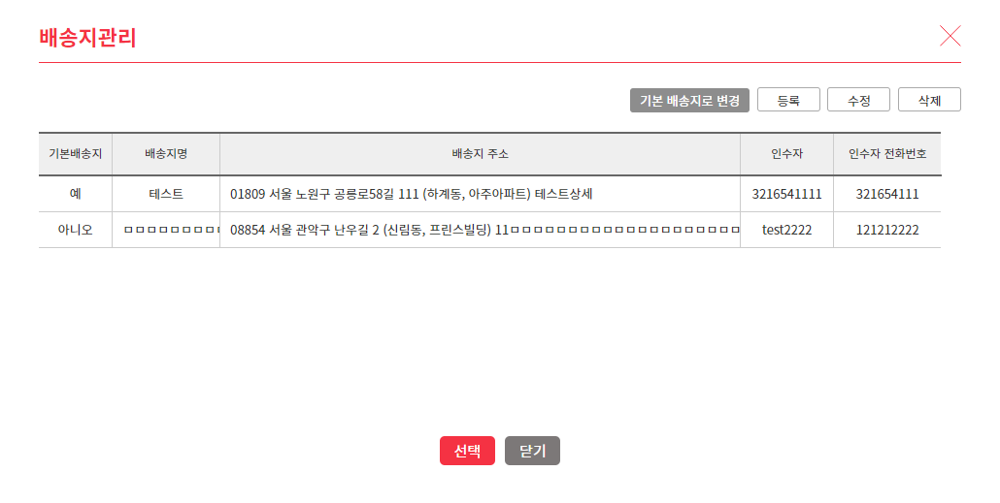 배송지관리
기본 배송지로 변경 등록 수정 삭제
기본배송지 배송지명 배송지 주소 인수자 인수자 전화번호
예 테스트 01809 서울 노원구 공릉로58길 111 (하계동, 아주아파트) 테스트상세 3216541111 321654111
아니오 ㅁㅁㅁㅁㅁㅁㅁㅁㅁ 08854 서울 관악구 난우길 2 (신림동, 프린스빌딩) 11ㅁㅁㅁㅁㅁㅁㅁㅁㅁㅁㅁㅁㅁㅁㅁㅁㅁㅁㅁㅁ test2222 121212222
선택 닫기